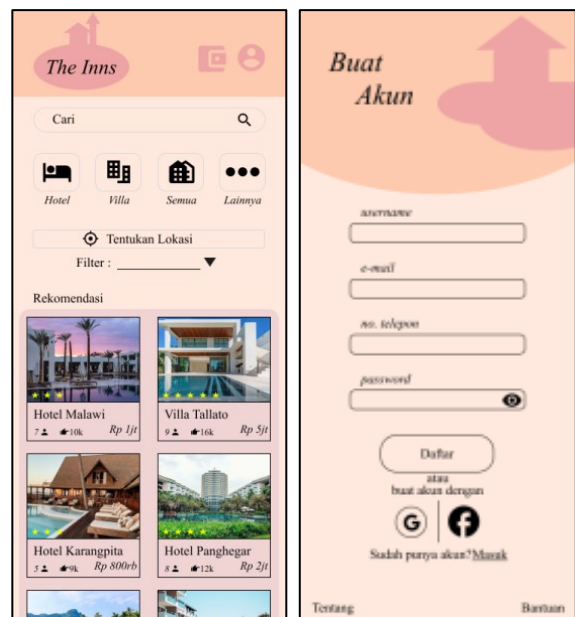 The Inns
Cari
Hotel Villa Semua Lainnya
Tentukan Lokasi
Filter :
Rekomendasi
Hotel Malawi
7 10k Rp 1jt
Villa Tallato
9 16k Rp 5jt
Hotel Karangpita
5 9k Rp 800rb
Hotel Panghegar
8 12k Rp 2jt
Buat
Akun
username
e-mail
no. telepon
password
Daftar
atau
buat akun dengan
G
Sudah punya akun?Masuk
Tentang Bantuan